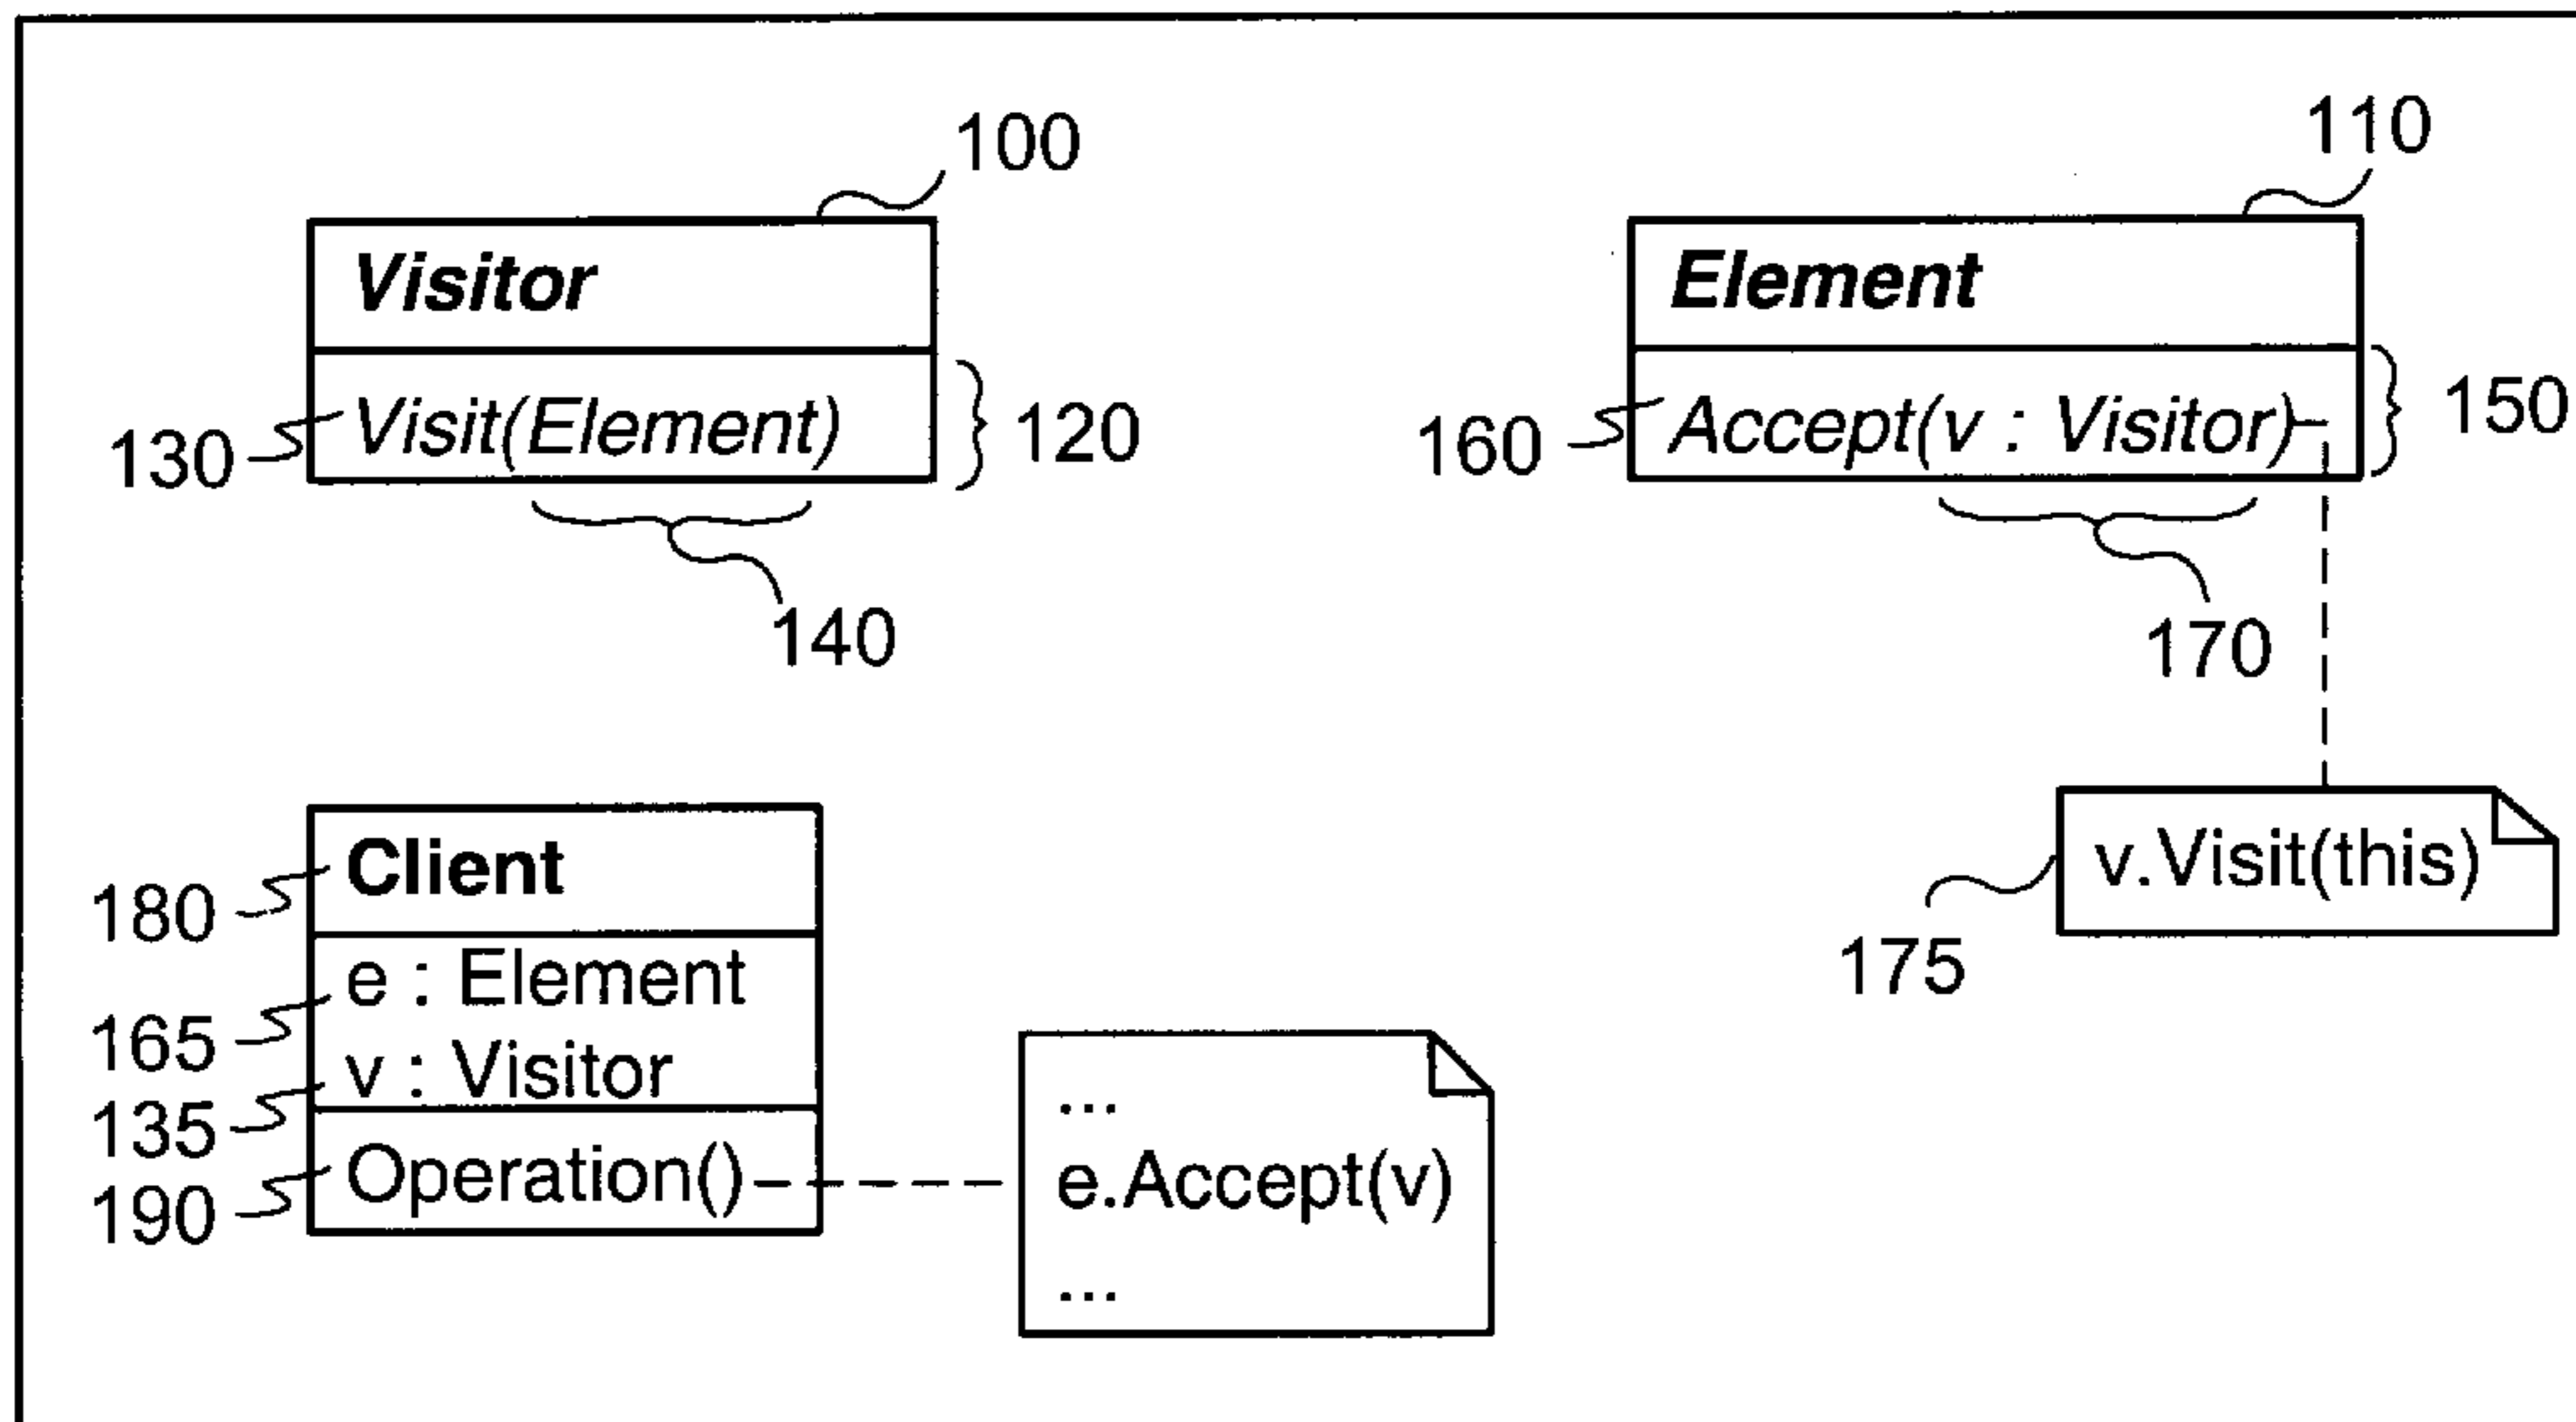 100
110
Visitor
Element
130
Visit(Element)
120
160
Accept(v : Visitor)
150
140
170
180
Client
v.Visit(this)
175
165
e : Element
135
v : Visitor
...
190
Operation()
e.Accept(v)
...